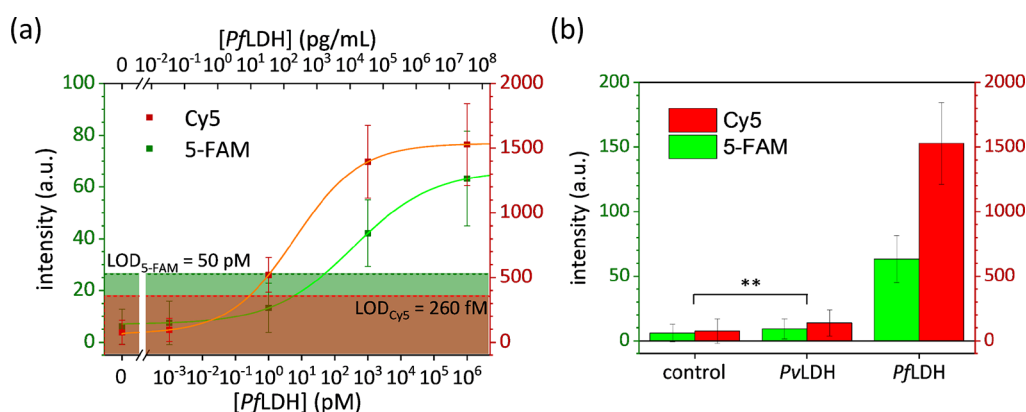 (a)
[PfLDH] (pg/mL)
0 10⁻² 10⁻¹ 10⁰ 10¹ 10² 10³ 10⁴ 10⁵ 10⁶ 10⁷ 10⁸
100 2000
80
60
40
20
0
1500
1000
500
0
intensity (a.u.)
Cy5
5-FAM
LOD5-FAM = 50 pM
LODCy5 = 260 fM
0 10⁻³ 10⁻² 10⁻¹ 10⁰ 10¹ 10² 10³ 10⁴ 10⁵ 10⁶
[PfLDH] (pM)
(b)
200 2000
150
100
50
0
1500
1000
500
0
intensity (a.u.)
Cy5
5-FAM
**
control PvLDH PfLDH